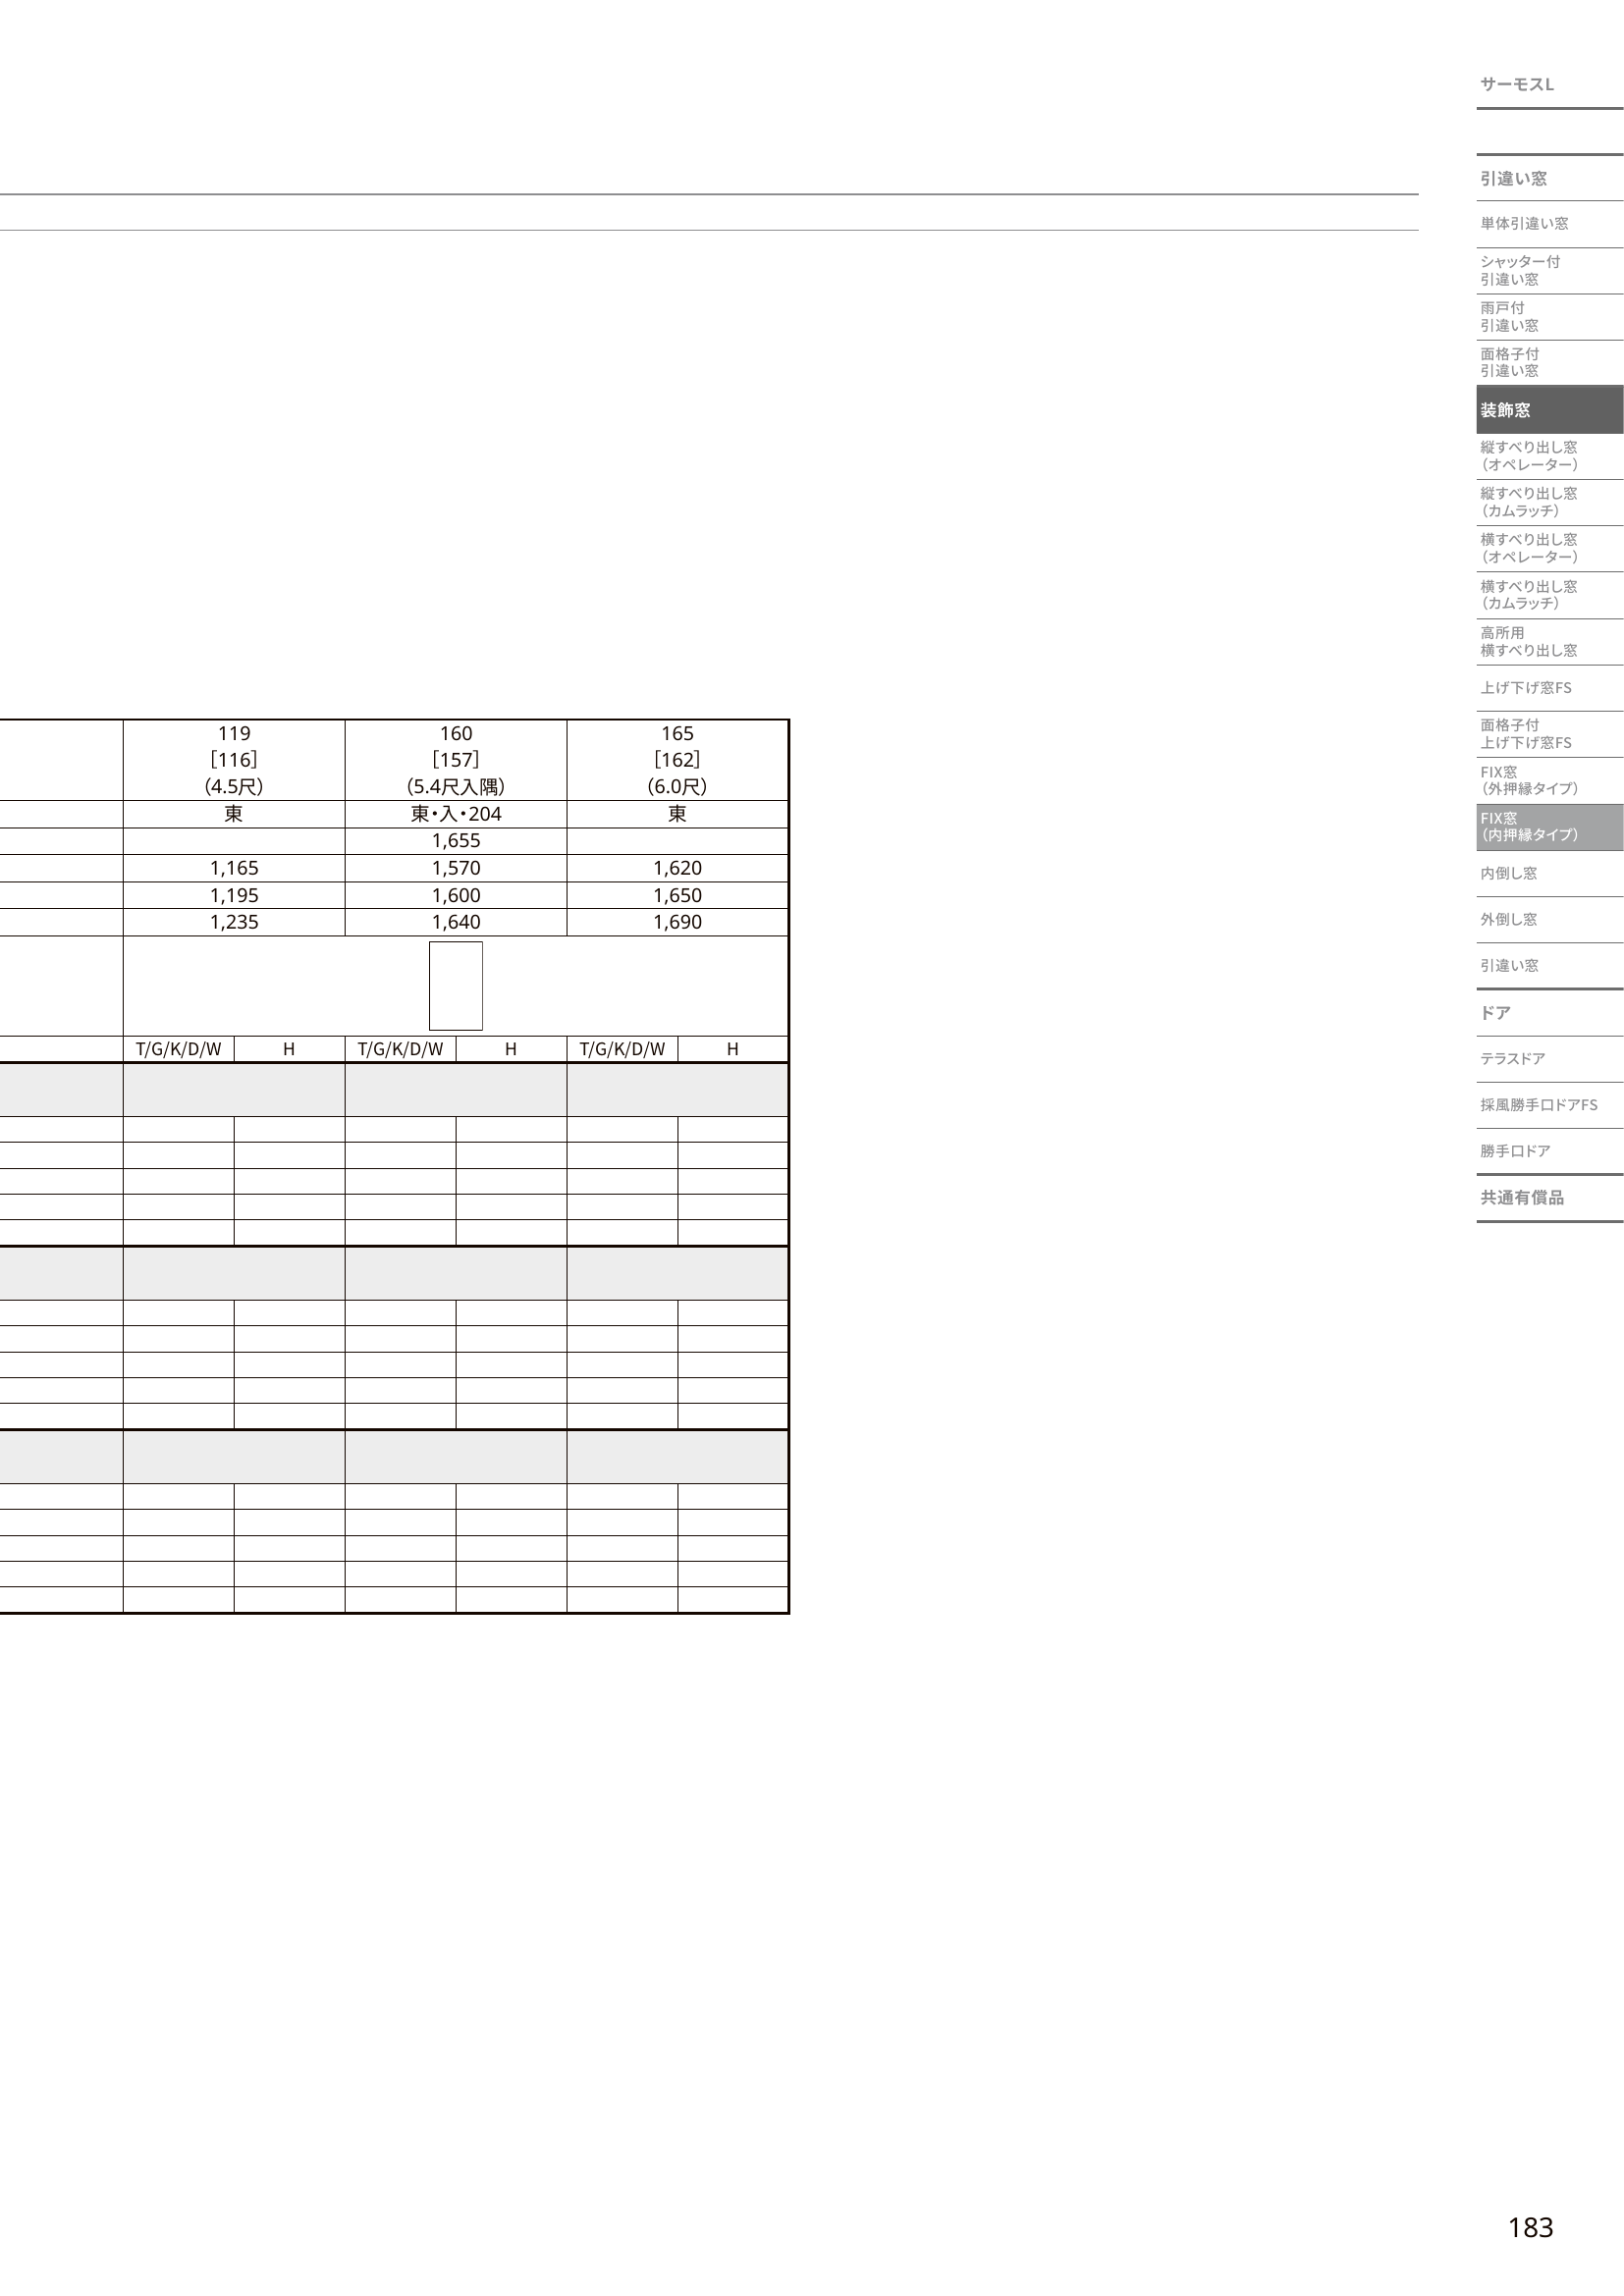 サーモスL
引違い窓
単体引違い窓
シャッター付
引違い窓
雨戸付
引違い窓
面格子付
引違い窓
装飾窓
縦すべり出し窓
（オペレーター）
縦すべり出し窓
（カムラッチ）
横すべり出し窓
（オペレーター）
横すべり出し窓
（カムラッチ）
高所用
横すべり出し窓
上げ下げ窓FS
面格子付
上げ下げ窓FS
FIX窓
（外押縁タイプ）
FIX窓
（内押縁タイプ）
内倒し窓
外倒し窓
引違い窓
ドア
テラスドア
採風勝手口ドアFS
勝手口ドア
共通有償品
119 160 165
［116］ ［157］ ［162］
（4.5尺） （5.4尺入隅） （6.0尺）
東 東・入・204 東
1,655
1,165 1,570 1,620
1,195 1,600 1,650
1,235 1,640 1,690
T/G/K/D/W H T/G/K/D/W H T/G/K/D/W H
183